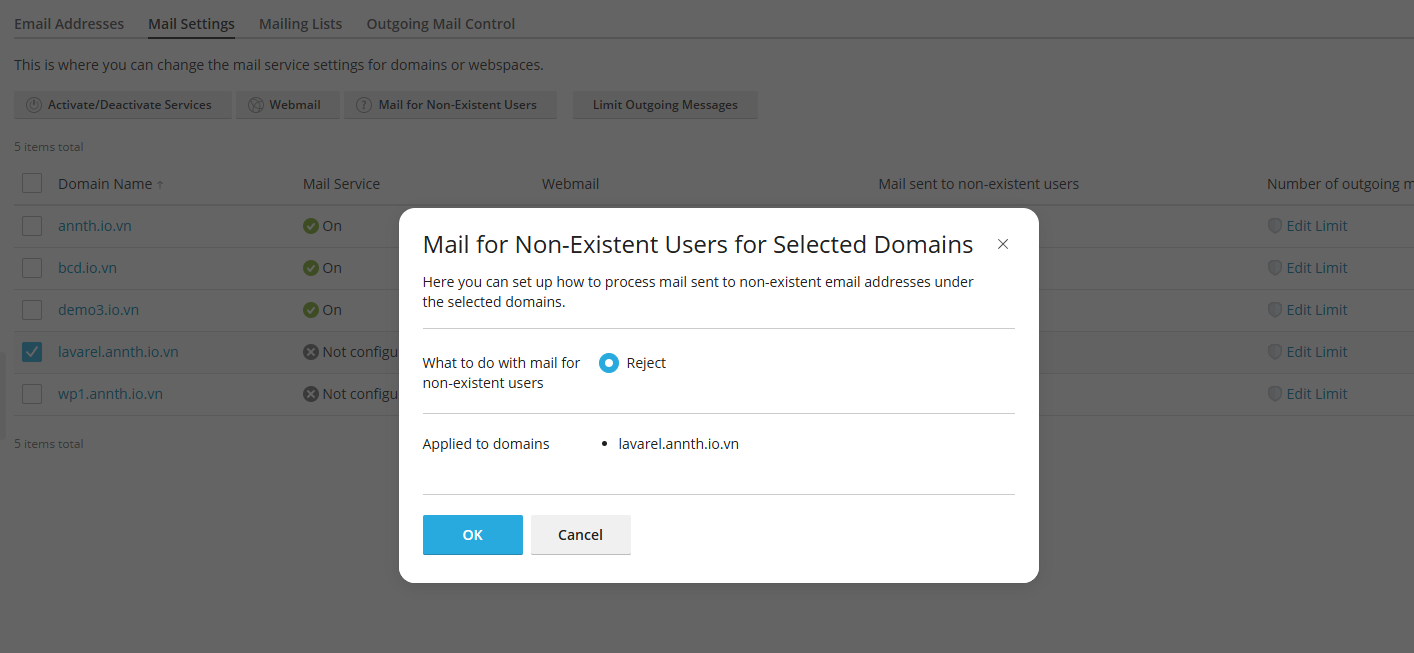 Email Addresses Mail Settings Mailing Lists Outgoing Mail Control
This is where you can change the mail service settings for domains or webspaces.
Activate/Deactivate Services Webmail Mail for Non-Existent Users Limit Outgoing Messages
5 items total
Domain Name ↑ Mail Service Webmail Mail sent to non-existent users Number of outgoing m
annth.io.vn On Edit Limit
bcd.io.vn On Edit Limit
demo3.io.vn On Edit Limit
lavarel.annth.io.vn Not configu Edit Limit
wp1.annth.io.vn Not configu Edit Limit
5 items total
Mail for Non-Existent Users for Selected Domains
Here you can set up how to process mail sent to non-existent email addresses under
the selected domains.
What to do with mail for Reject
non-existent users
Applied to domains • lavarel.annth.io.vn
OK Cancel